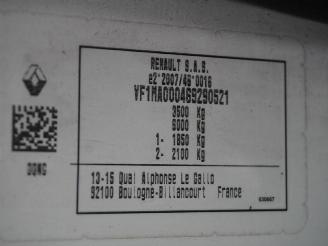 RENAULT S.A.S.
e2*2007/46*0016
VF1MA000469290521
3500 Kg
6000 Kg
1- 1850 Kg
2- 2100 Kg
13-15 Quai Alphonse Le Gallo
92100 Boulogne-Billancourt France